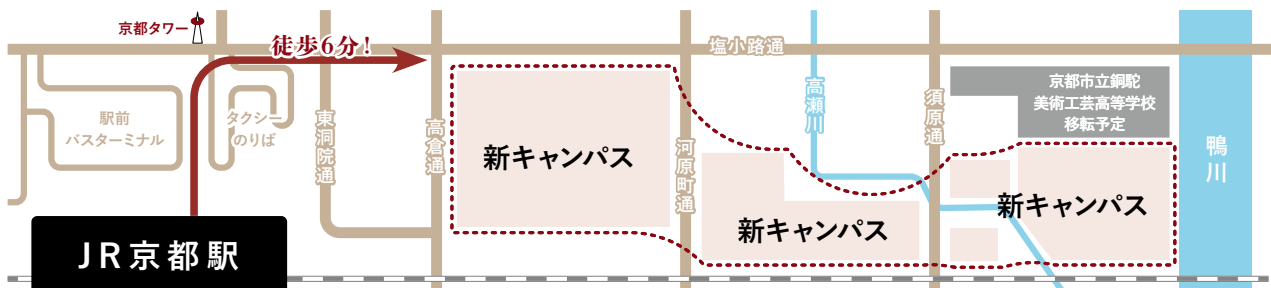 京都タワー
徒歩6分!
塩小路通
駅前
バスターミナル
タクシー
のりば
東洞院通
高倉通
新キャンパス
河原町通
高瀬川
須原通
京都市立銅駝
美術工芸高等学校
移転予定
新キャンパス
新キャンパス
鴨川
JR京都駅